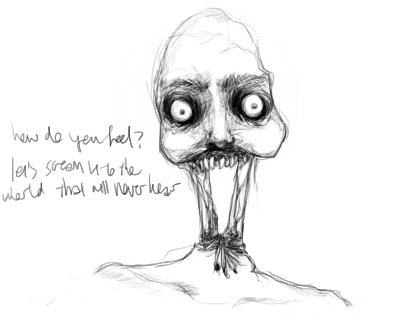 how do you feel?
lets scream it to the
world that will never hear